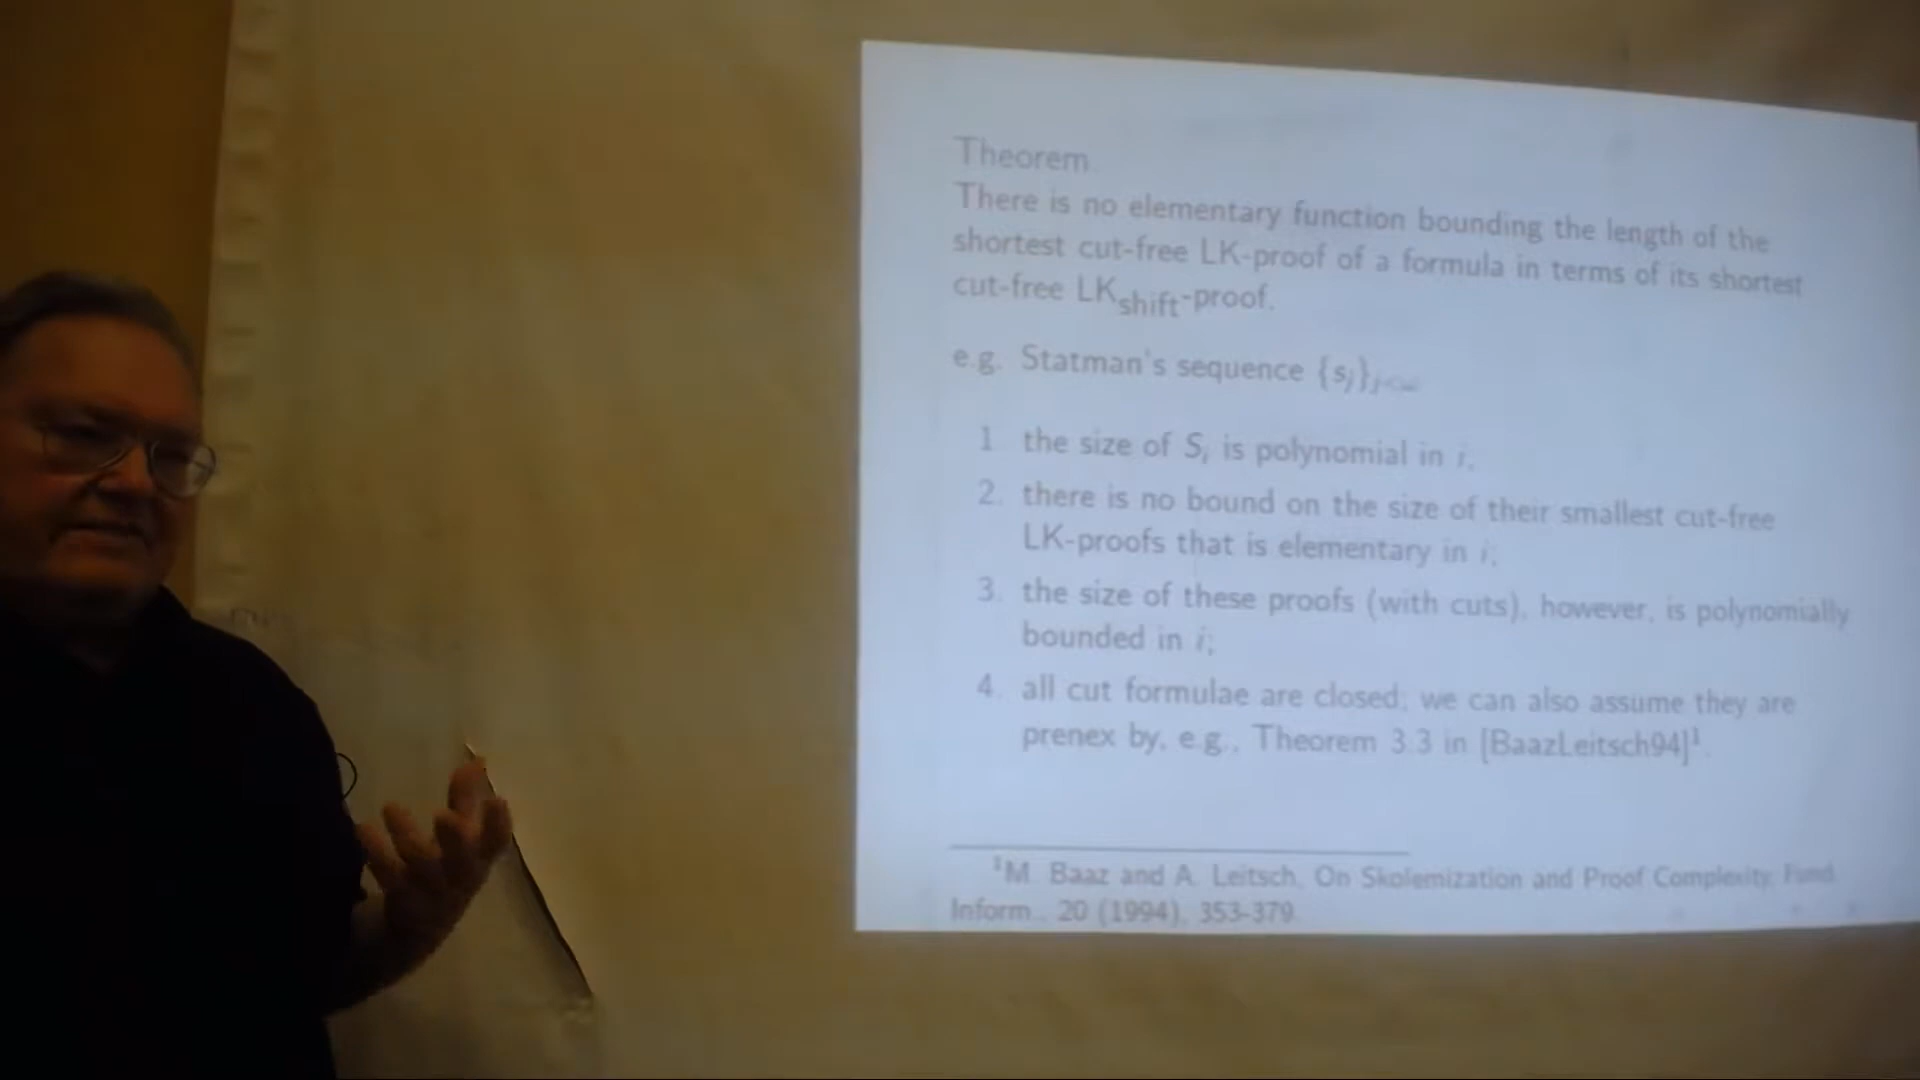 Theorem.
There is no elementary function bounding the length of the
shortest cut-free LK-proof of a formula in terms of its shortest
cut-free LKshift-proof.
e.g. Statman's sequence {sj}j<ω
1. the size of Si is polynomial in i,
2. there is no bound on the size of their smallest cut-free
LK-proofs that is elementary in i;
3. the size of these proofs (with cuts), however, is polynomially
bounded in i;
4. all cut formulae are closed; we can also assume they are
prenex by, e.g., Theorem 3.3 in [BaazLeitsch94]¹.
¹M. Baaz and A. Leitsch, On Skolemization and Proof Complexity, Fund.
Inform., 20 (1994), 353-379